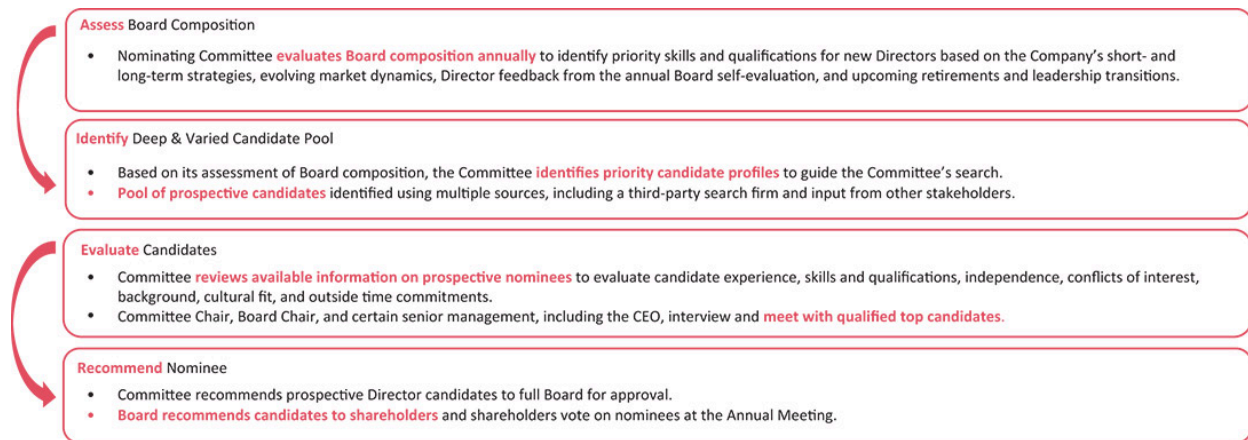 Assess Board Composition
• Nominating Committee evaluates Board composition annually to identify priority skills and qualifications for new Directors based on the Company's short- and
long-term strategies, evolving market dynamics, Director feedback from the annual Board self-evaluation, and upcoming retirements and leadership transitions.
Identify Deep & Varied Candidate Pool
• Based on its assessment of Board composition, the Committee identifies priority candidate profiles to guide the Committee's search.
• Pool of prospective candidates identified using multiple sources, including a third-party search firm and input from other stakeholders.
Evaluate Candidates
• Committee reviews available information on prospective nominees to evaluate candidate experience, skills and qualifications, independence, conflicts of interest,
background, cultural fit, and outside time commitments.
• Committee Chair, Board Chair, and certain senior management, including the CEO, interview and meet with qualified top candidates.
Recommend Nominee
• Committee recommends prospective Director candidates to full Board for approval.
• Board recommends candidates to shareholders and shareholders vote on nominees at the Annual Meeting.